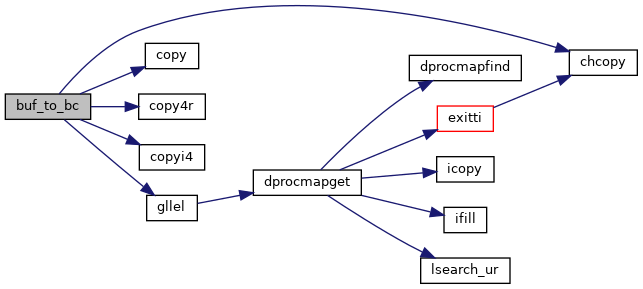 buf_to_bc
copy
copy4r
copyi4
gllel
dprocmapget
dprocmapfind
exitti
icopy
ifill
lsearch_ur
chcopy